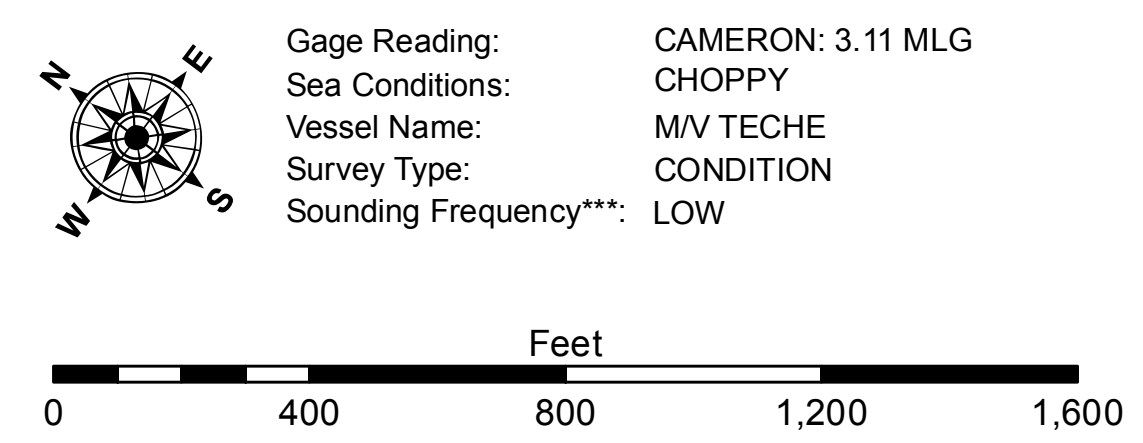 N
E
W
S
Gage Reading: CAMERON: 3.11 MLG
Sea Conditions: CHOPPY
Vessel Name: M/V TECHE
Survey Type: CONDITION
Sounding Frequency***: LOW
Feet
0 400 800 1,200 1,600